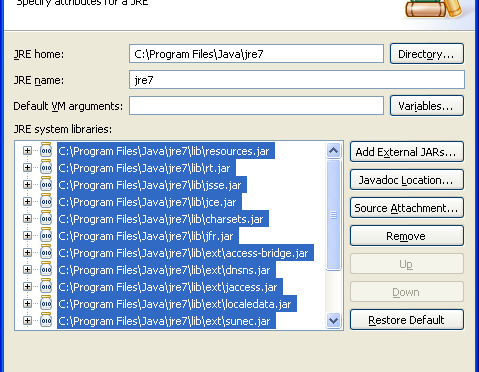 Specify attributes for a JRE
JRE home:
C:\Program Files\Java\jre7
Directory...
JRE name:
jre7
Default VM arguments:
Variables...
JRE system libraries:
C:\Program Files\Java\jre7\lib\resources.jar
C:\Program Files\Java\jre7\lib\rt.jar
C:\Program Files\Java\jre7\lib\jsse.jar
C:\Program Files\Java\jre7\lib\jce.jar
C:\Program Files\Java\jre7\lib\charsets.jar
C:\Program Files\Java\jre7\lib\jfr.jar
C:\Program Files\Java\jre7\lib\ext\access-bridge.jar
C:\Program Files\Java\jre7\lib\ext\dnsns.jar
C:\Program Files\Java\jre7\lib\ext\jaccess.jar
C:\Program Files\Java\jre7\lib\ext\localedata.jar
C:\Program Files\Java\jre7\lib\ext\sunec.jar
Add External JARs...
Javadoc Location...
Source Attachment...
Remove
Up
Down
Restore Default